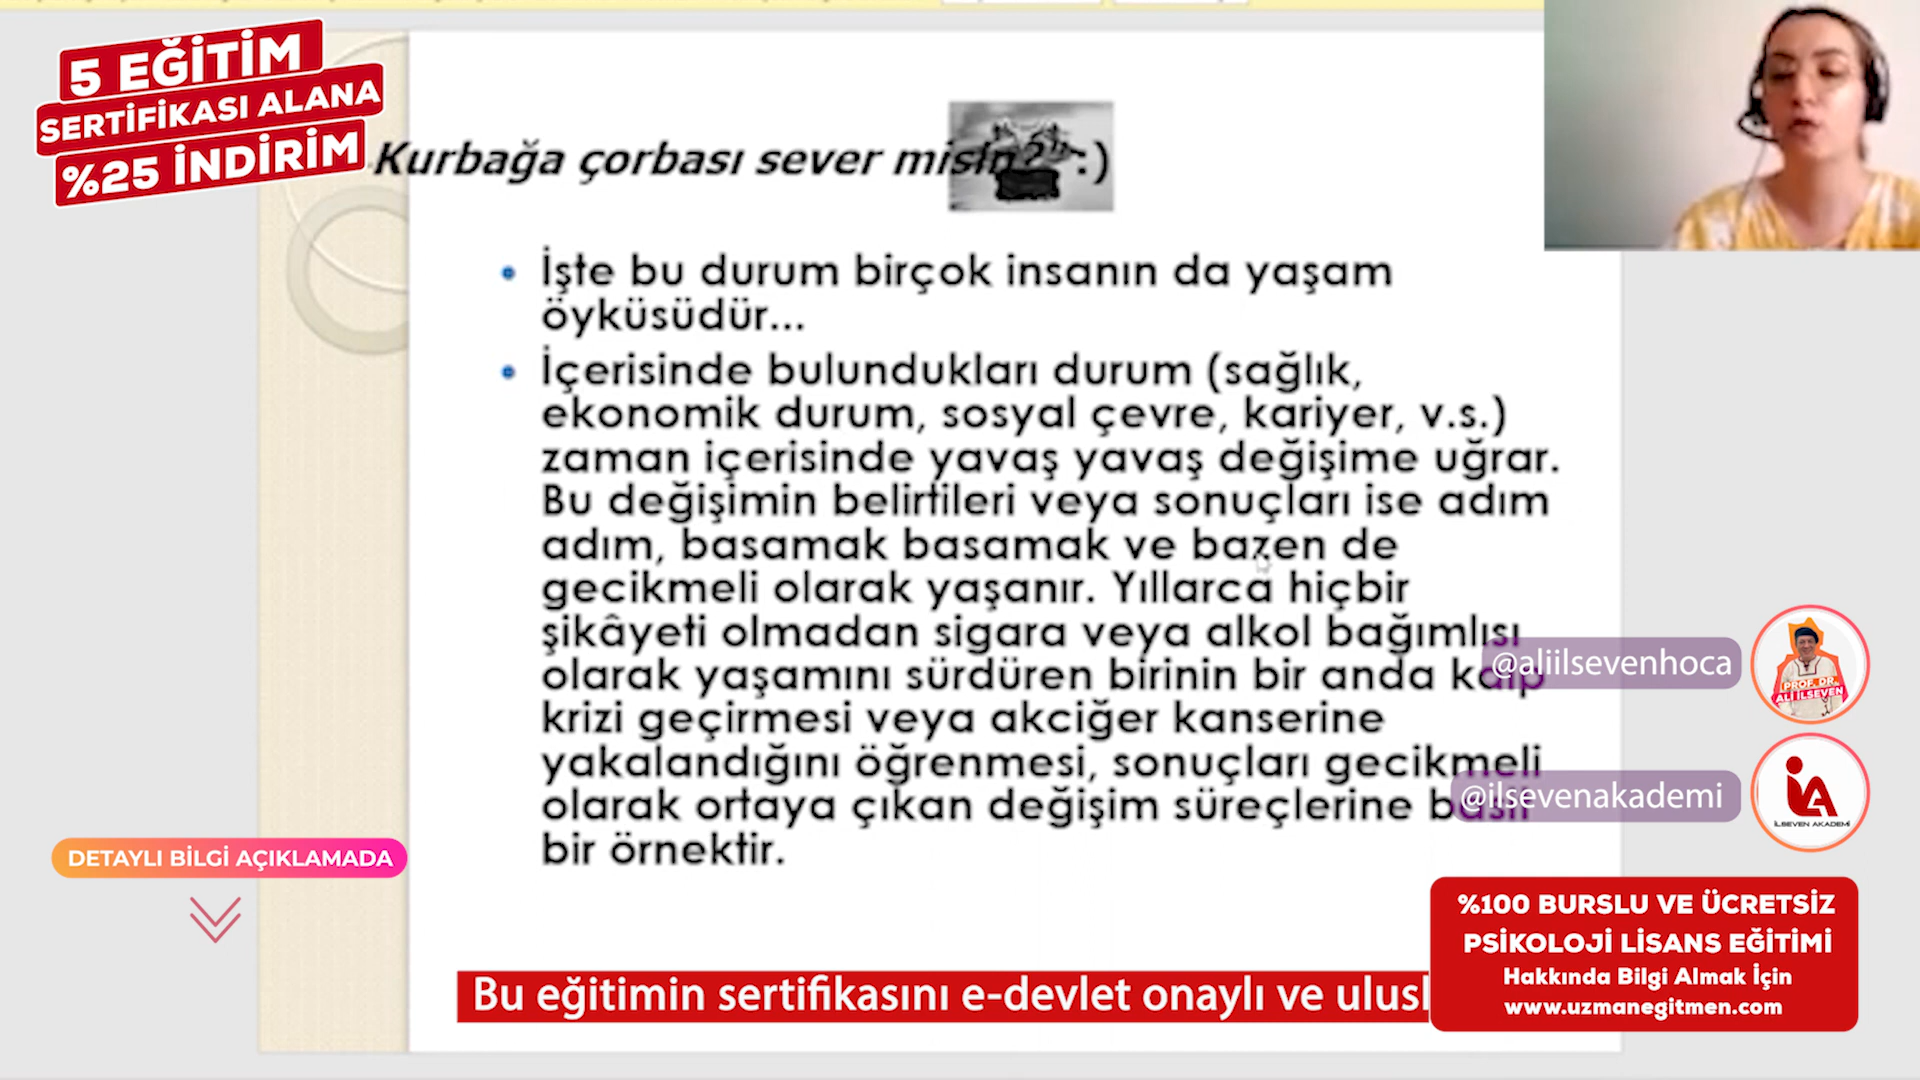 5 EĞİTİM
SERTİFİKASI ALANA
%25 İNDİRİM
Kurbağa çorbası sever misin?" :)
İşte bu durum birçok insanın da yaşam
öyküsüdür...
İçerisinde bulundukları durum (sağlık,
ekonomik durum, sosyal çevre, kariyer, v.s.)
zaman içerisinde yavaş yavaş değişime uğrar.
Bu değişimin belirtileri veya sonuçları ise adım
adım, basamak basamak ve bazen de
gecikmeli olarak yaşanır. Yıllarca hiçbir
şikâyeti olmadan sigara veya alkol bağımlısı
olarak yaşamını sürdüren birinin bir anda kalp
krizi geçirmesi veya akciğer kanserine
yakalandığını öğrenmesi, sonuçları gecikmeli
olarak ortaya çıkan değişim süreçlerine basit
bir örnektir.
@aliilsevenhoca
PROF. DR.
ALİ İLSEVEN
@ilsevenakademi
İLSEVEN AKADEMİ
DETAYLI BİLGİ AÇIKLAMADA
%100 BURSLU VE ÜCRETSİZ
PSİKOLOJİ LİSANS EĞİTİMİ
Hakkında Bilgi Almak İçin
www.uzmanegitmen.com
Bu eğitimin sertifikasını e-devlet onaylı ve ulusl